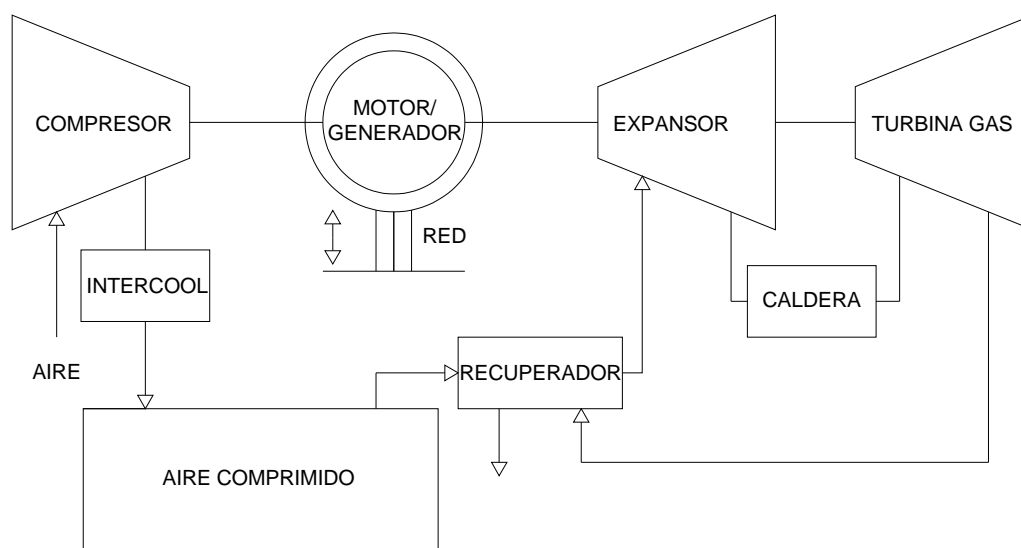 COMPRESOR
MOTOR/
GENERADOR
EXPANSOR
TURBINA GAS
RED
INTERCOOL
CALDERA
AIRE
RECUPERADOR
AIRE COMPRIMIDO